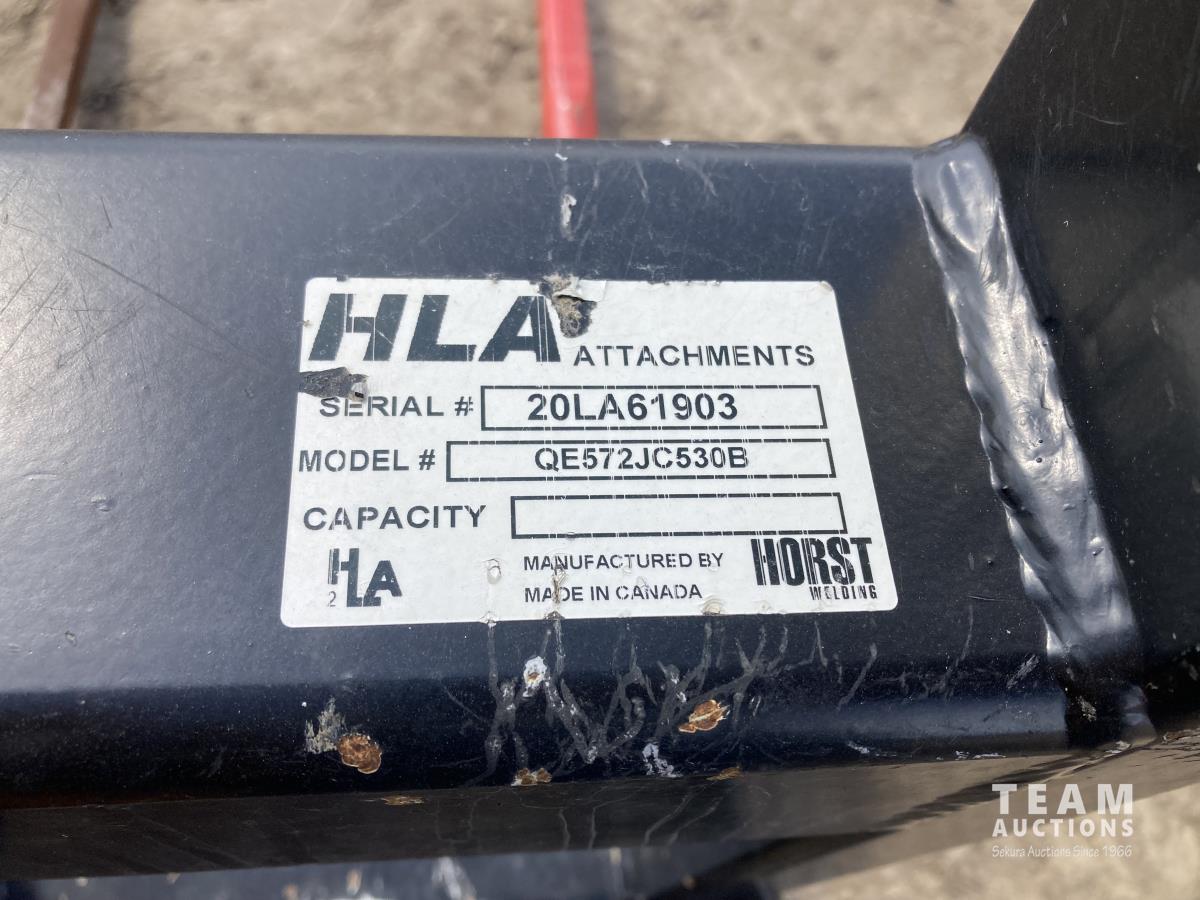 HLA ATTACHMENTS
SERIAL # 20LA61903
MODEL # QE572JC530B
CAPACITY
HLA
2
MANUFACTURED BY
MADE IN CANADA
HORST
WELDING
TEAM
AUCTIONS
Sekura Auctions Since 1966